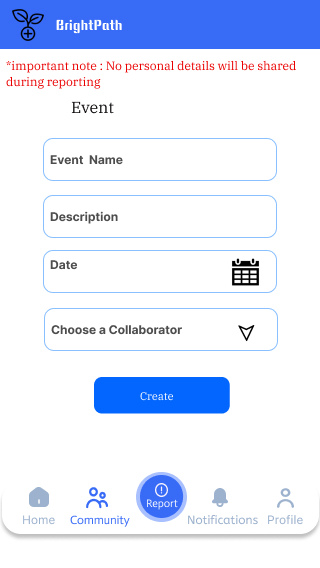 BrightPath
*important note : No personal details will be shared
during reporting
Event
Event Name
Description
Date
Choose a Collaborator
Create
Report
Home
Community
Notifications
Profile